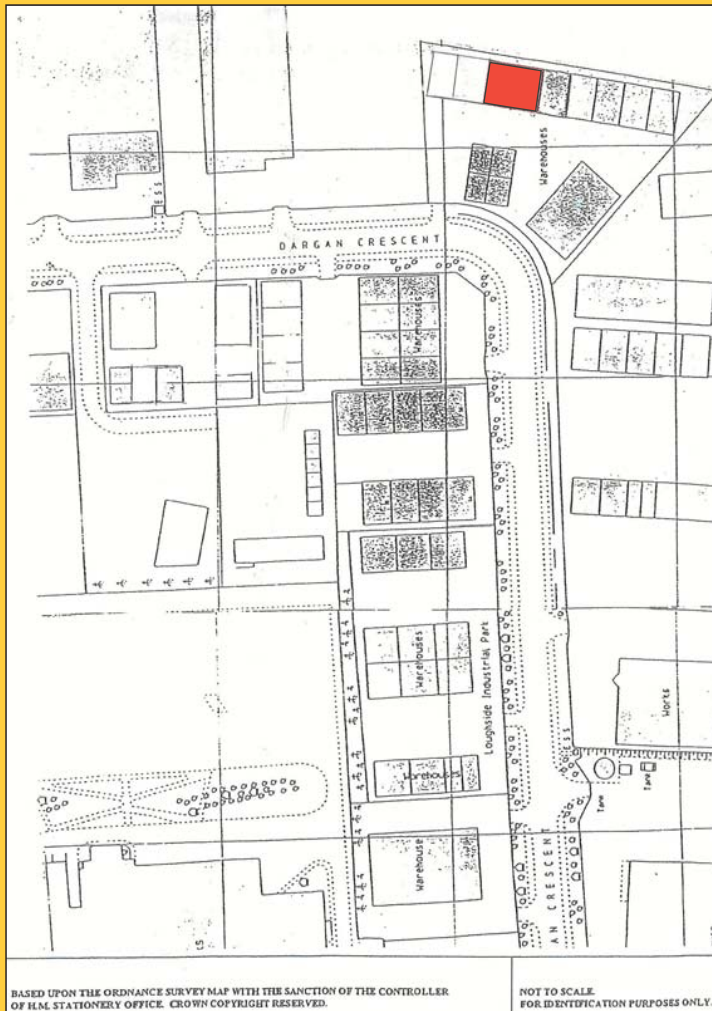 Warehouses
ESS
DARGAN CRESCENT
Warehouses
Loughside Industrial Park
Warehouses
Works
ESS
Warehouses
Tank
Tank
Warehouse
AN CRESCENT
BASED UPON THE ORDNANCE SURVEY MAP WITH THE SANCTION OF THE CONTROLLER
OF H.M. STATIONERY OFFICE. CROWN COPYRIGHT RESERVED.
NOT TO SCALE.
FOR IDENTIFICATION PURPOSES ONLY.